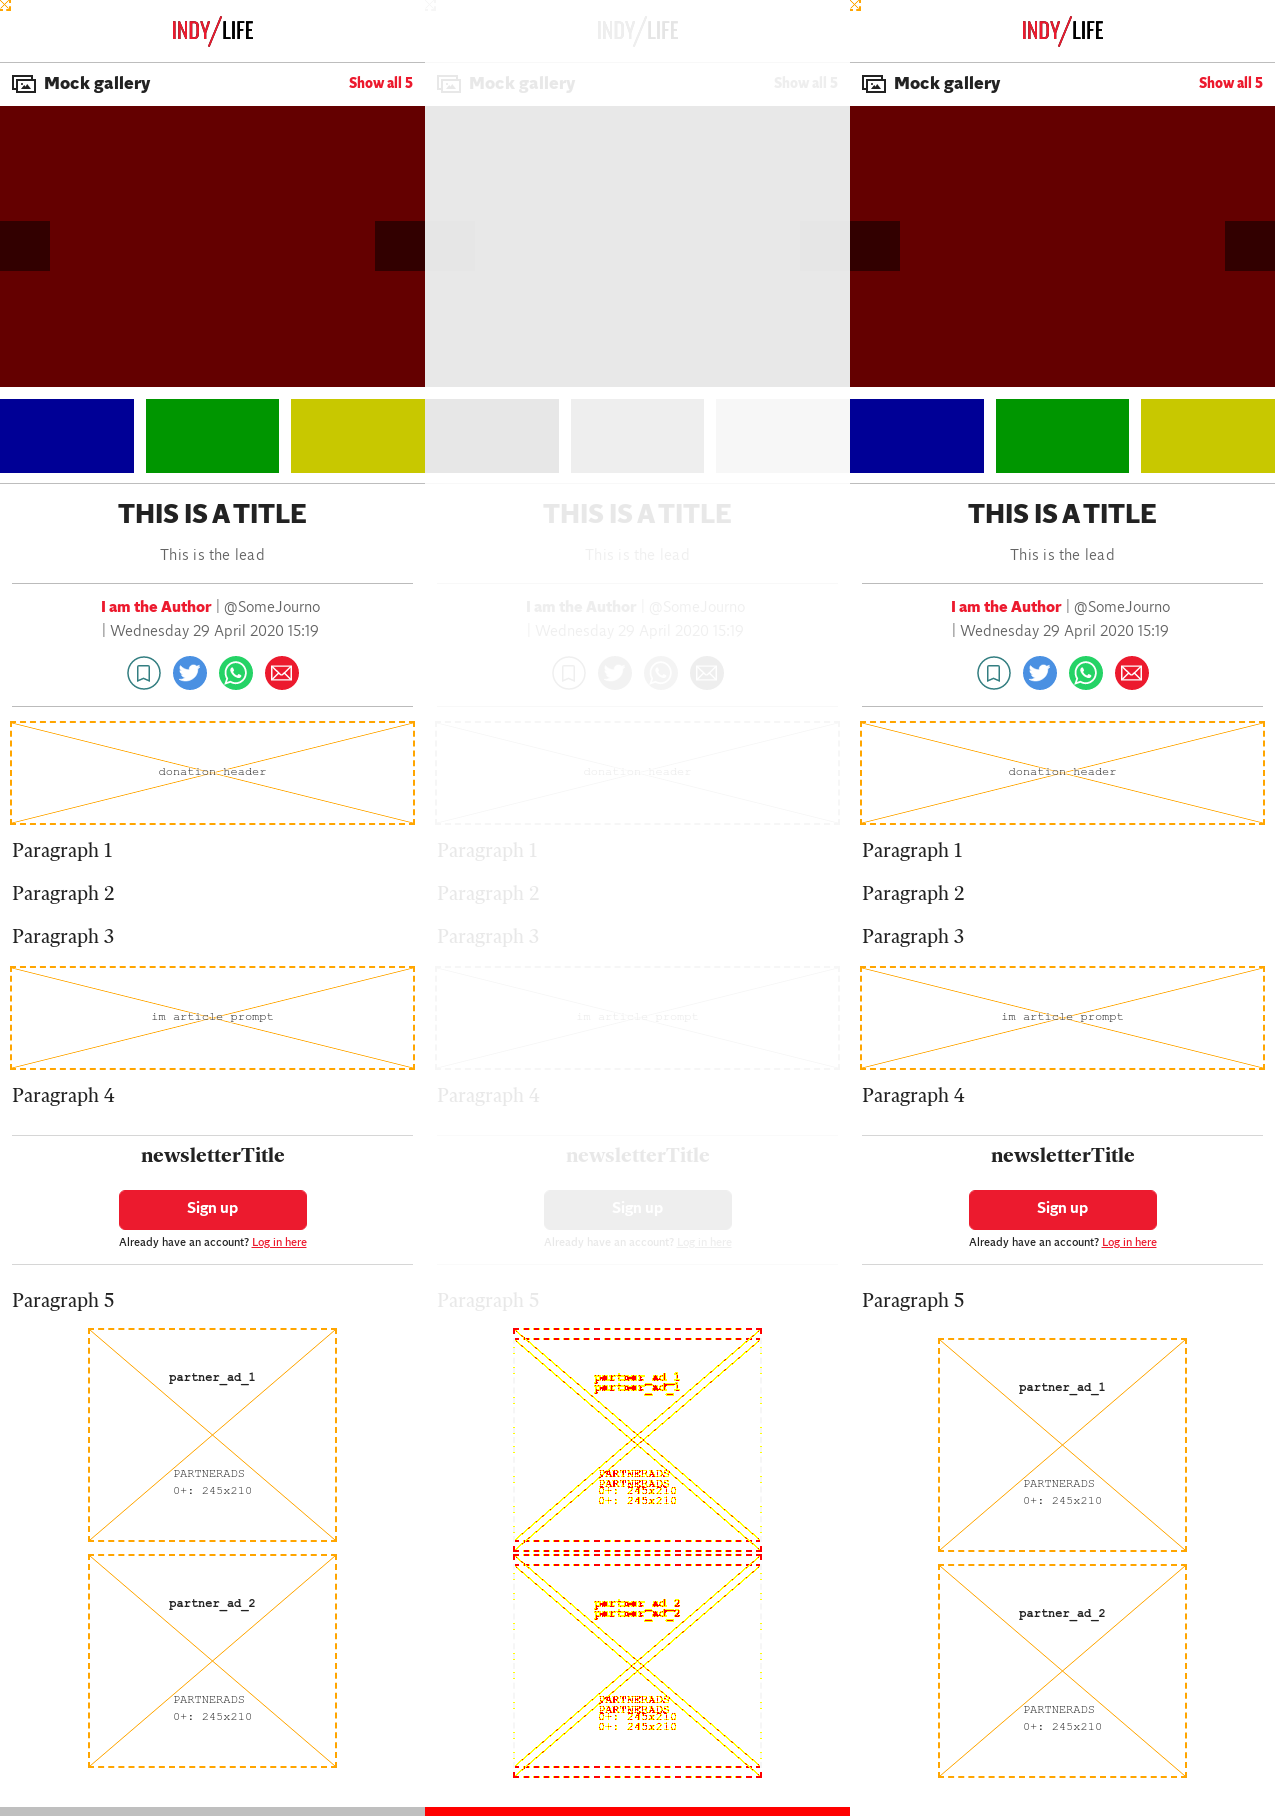 INDY/LIFE
Mock gallery Show all 5
THIS IS A TITLE
This is the lead
I am the Author | @SomeJourno
| Wednesday 29 April 2020 15:19
donation header
Paragraph 1
Paragraph 2
Paragraph 3
im article prompt
Paragraph 4
newsletterTitle
Sign up
Already have an account? Log in here
Paragraph 5
partner_ad_1
PARTNERADS
0+: 245x210
partner_ad_2
PARTNERADS
0+: 245x210
INDY/LIFE
Mock gallery Show all 5
THIS IS A TITLE
This is the lead
I am the Author | @SomeJourno
| Wednesday 29 April 2020 15:19
donation header
Paragraph 1
Paragraph 2
Paragraph 3
im article prompt
Paragraph 4
newsletterTitle
Sign up
Already have an account? Log in here
Paragraph 5
partner_ad_1
partner_ad_1
PARTNERADS
PARTNERADS
0+: 245x210
0+: 245x210
partner_ad_2
partner_ad_2
PARTNERADS
PARTNERADS
0+: 245x210
0+: 245x210
INDY/LIFE
Mock gallery Show all 5
THIS IS A TITLE
This is the lead
I am the Author | @SomeJourno
| Wednesday 29 April 2020 15:19
donation header
Paragraph 1
Paragraph 2
Paragraph 3
im article prompt
Paragraph 4
newsletterTitle
Sign up
Already have an account? Log in here
Paragraph 5
partner_ad_1
PARTNERADS
0+: 245x210
partner_ad_2
PARTNERADS
0+: 245x210